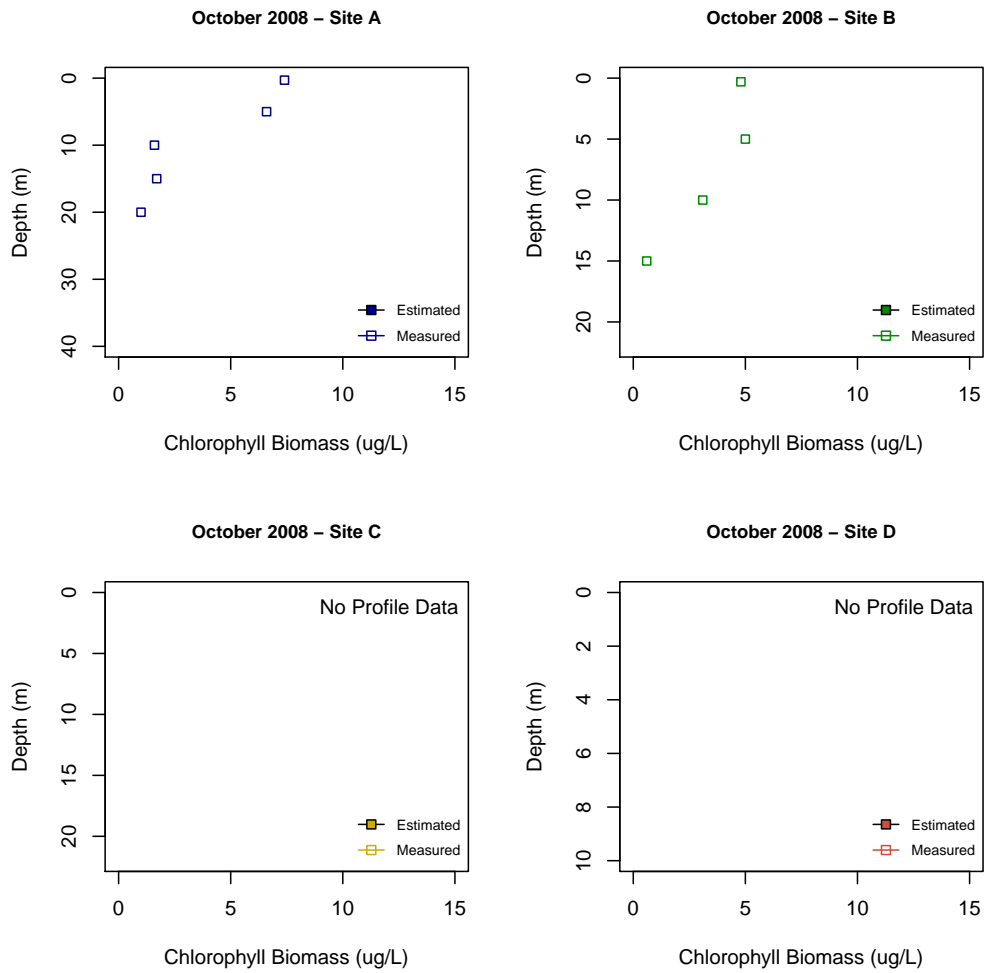 October 2008 – Site A
0
10
20
30
40
Depth (m)
Estimated
Measured
0 5 10 15
Chlorophyll Biomass (ug/L)
October 2008 – Site B
0
5
10
15
20
Depth (m)
Estimated
Measured
0 5 10 15
Chlorophyll Biomass (ug/L)
October 2008 – Site C
No Profile Data
0
5
10
15
20
Depth (m)
Estimated
Measured
0 5 10 15
Chlorophyll Biomass (ug/L)
October 2008 – Site D
No Profile Data
0
2
4
6
8
10
Depth (m)
Estimated
Measured
0 5 10 15
Chlorophyll Biomass (ug/L)